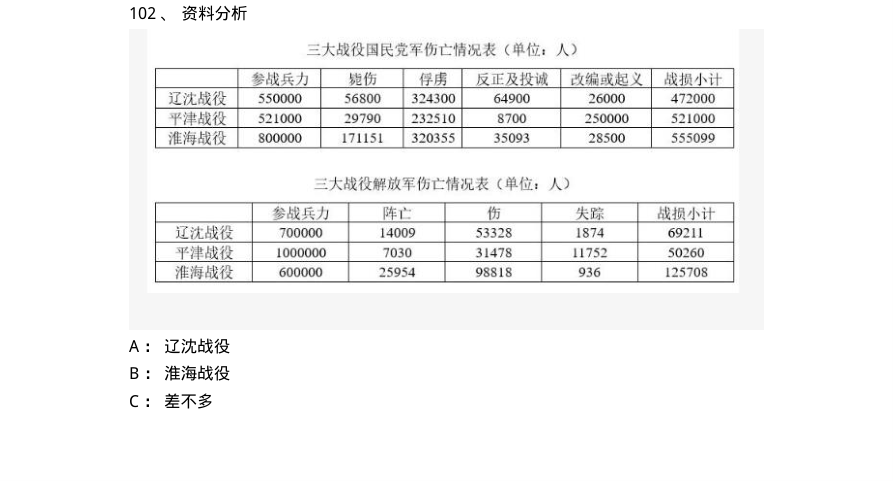 102 、 资料分析
三大战役国民党军伤亡情况表（单位：人）
参战兵力 毙伤 俘虏 反正及投诚 改编或起义 战损小计
辽沈战役 550000 56800 324300 64900 26000 472000
平津战役 521000 29790 232510 8700 250000 521000
淮海战役 800000 171151 320355 35093 28500 555099
三大战役解放军伤亡情况表（单位：人）
参战兵力 阵亡 伤 失踪 战损小计
辽沈战役 700000 14009 53328 1874 69211
平津战役 1000000 7030 31478 11752 50260
淮海战役 600000 25954 98818 936 125708
A ： 辽沈战役
B ： 淮海战役
C ： 差不多